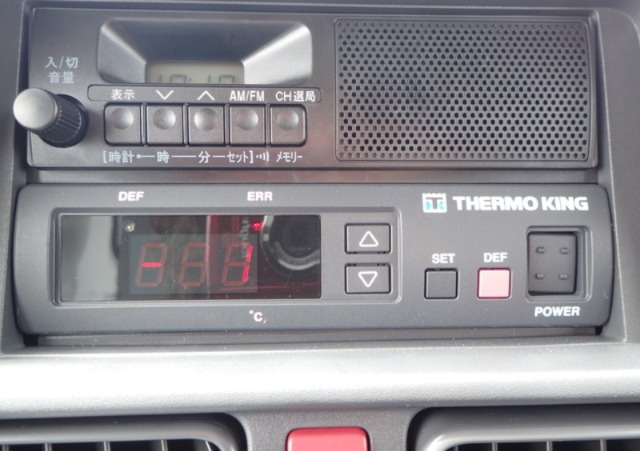 入/切
音量
表示 AM/FM CH選局
[時計 時 分 セット] メモリー
DEF ERR
THERMO KING
SET DEF
°C
POWER